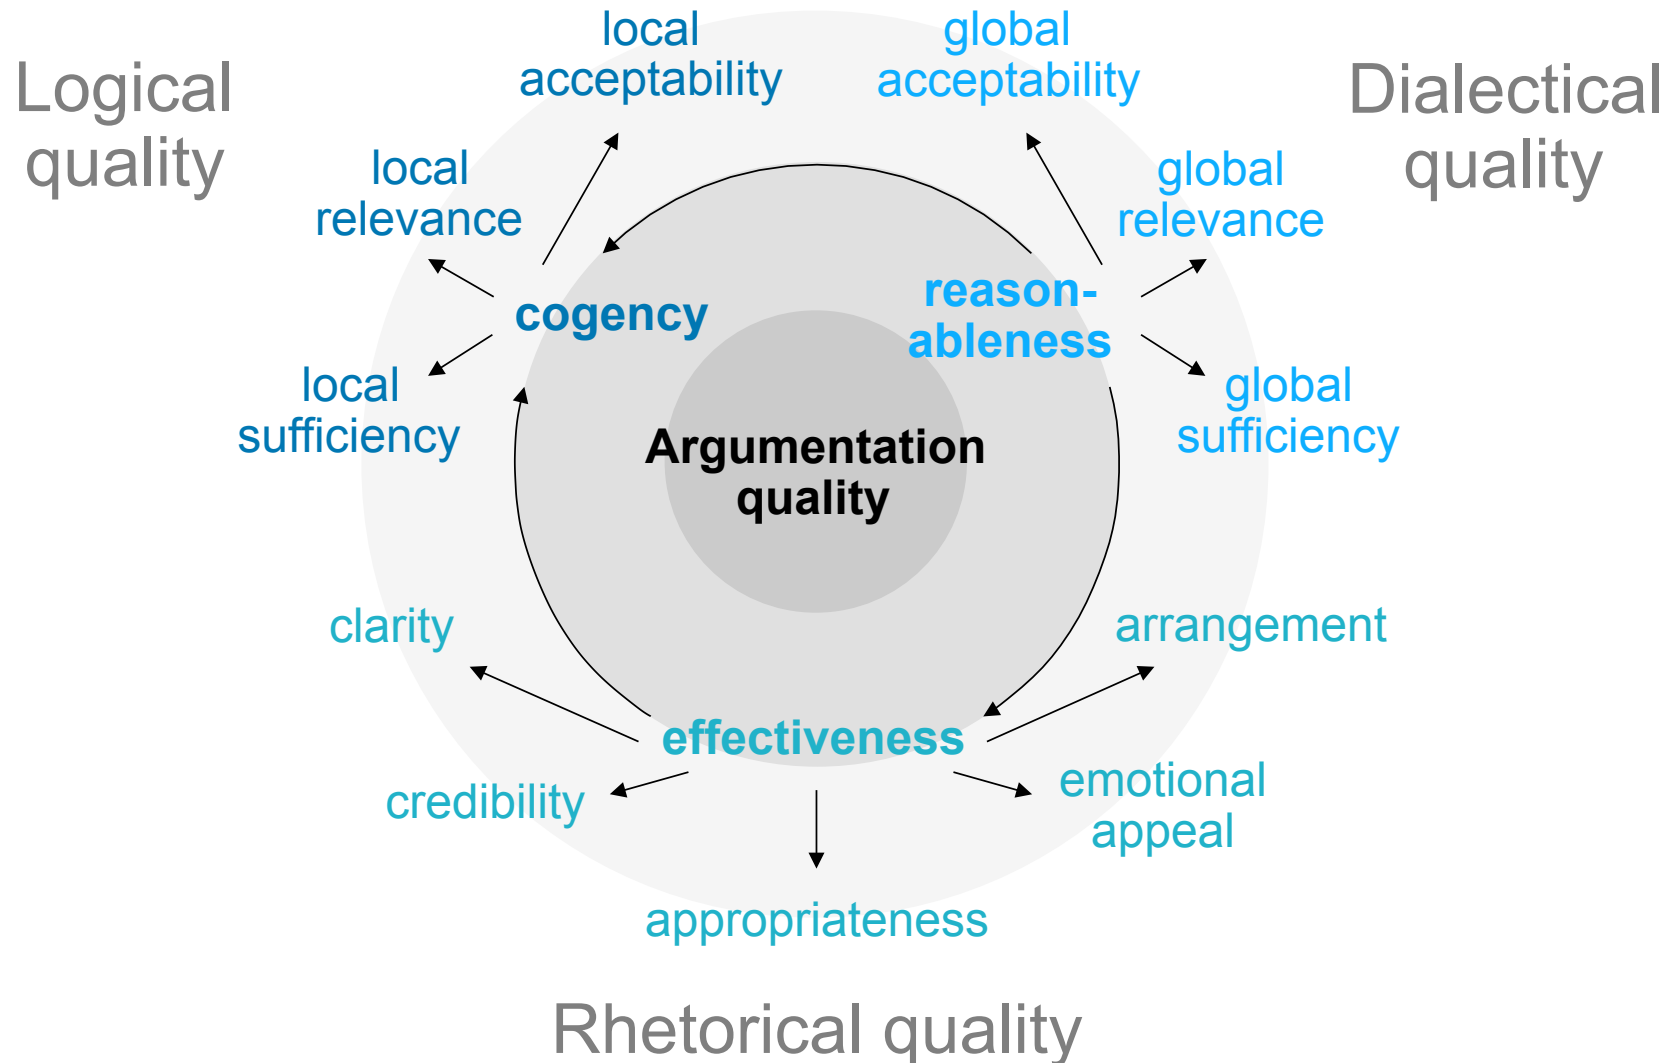 Logical
quality
local
acceptability
global
acceptability
Dialectical
quality
local
relevance
global
relevance
cogency
reason-
ableness
local
sufficiency
global
sufficiency
Argumentation
quality
clarity
arrangement
effectiveness
credibility
emotional
appeal
appropriateness
Rhetorical quality